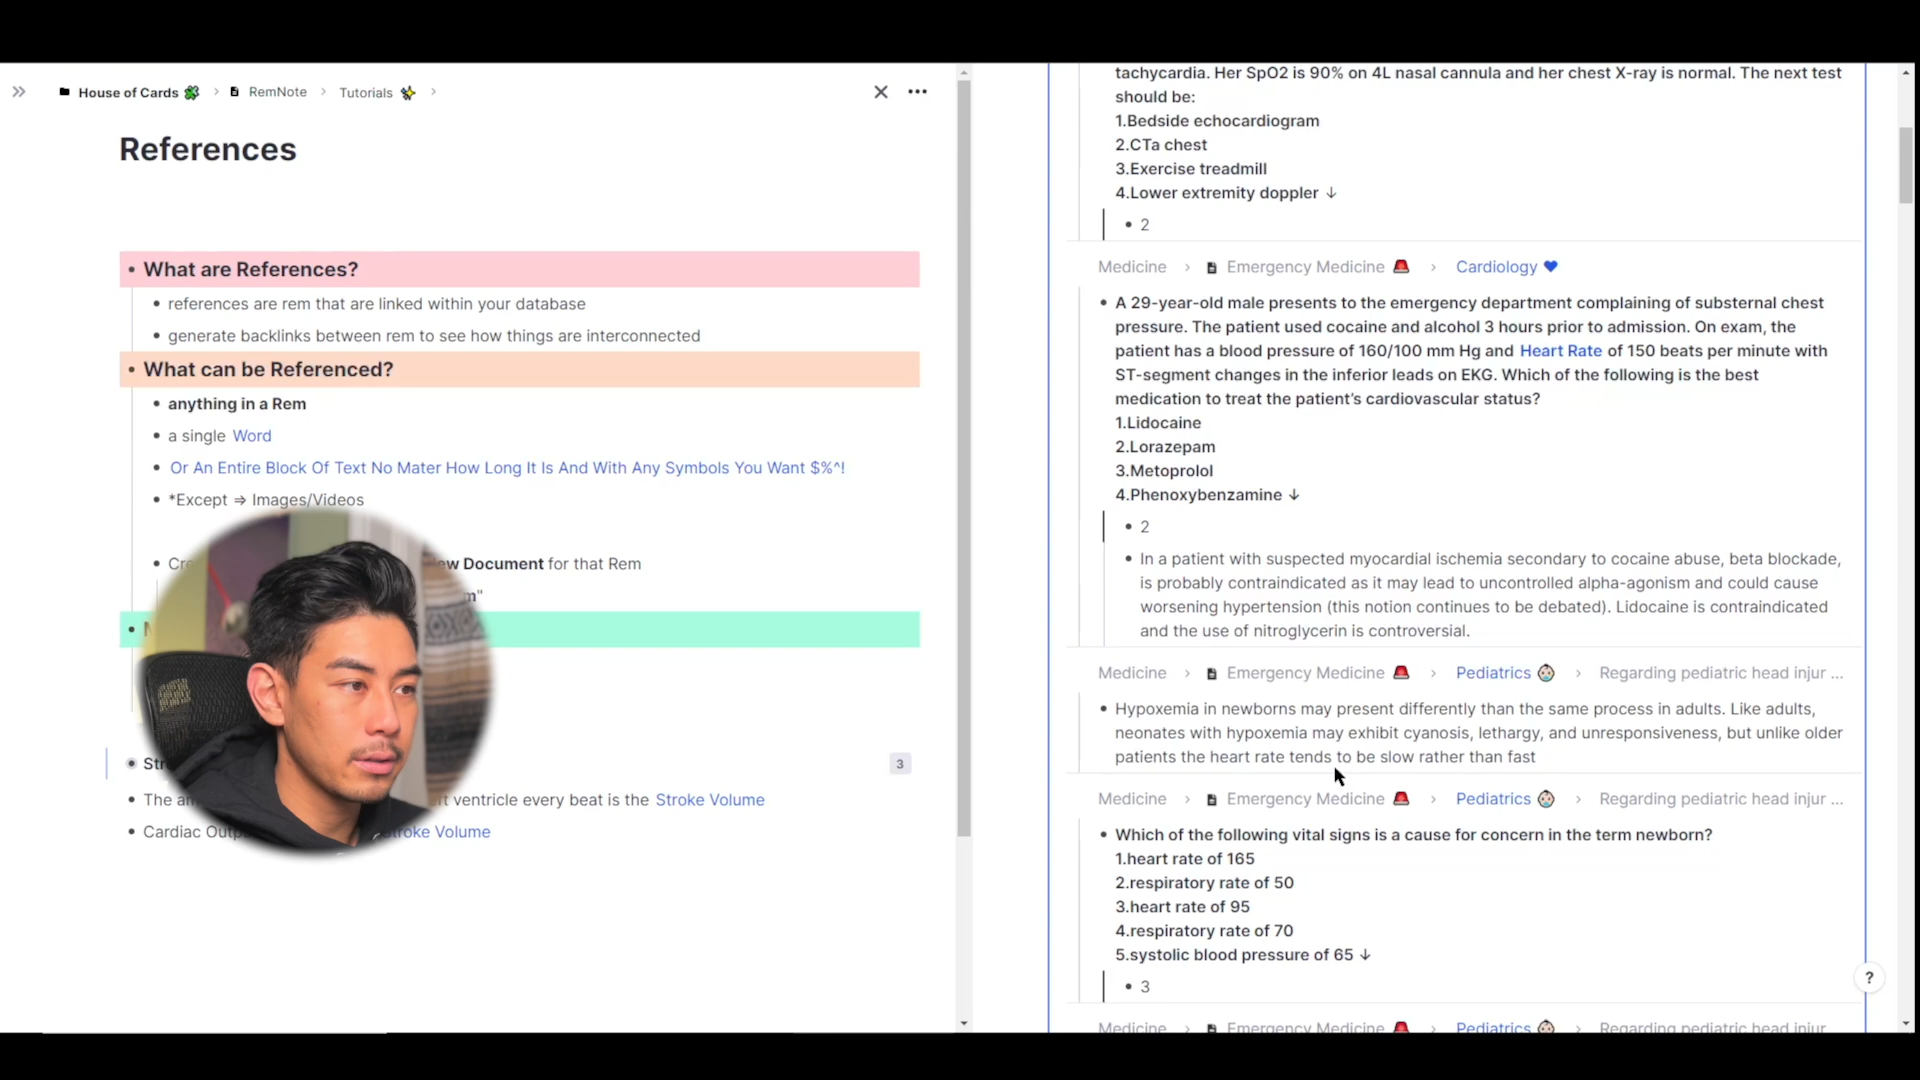 House of Cards > RemNote > Tutorials >
References
What are References?
references are rem that are linked within your database
generate backlinks between rem to see how things are interconnected
What can be Referenced?
anything in a Rem
a single Word
Or An Entire Block Of Text No Mater How Long It Is And With Any Symbols You Want $%^!
*Except ⇒ Images/Videos
Document for that Rem
3
The
ventricle every beat is the Stroke Volume
Cardiac
Volume
tachycardia. Her SpO2 is 90% on 4L nasal cannula and her chest X-ray is normal. The next test
should be:
1.Bedside echocardiogram
2.CTa chest
3.Exercise treadmill
4.Lower extremity doppler ↓
2
Medicine > Emergency Medicine > Cardiology
A 29-year-old male presents to the emergency department complaining of substernal chest
pressure. The patient used cocaine and alcohol 3 hours prior to admission. On exam, the
patient has a blood pressure of 160/100 mm Hg and Heart Rate of 150 beats per minute with
ST-segment changes in the inferior leads on EKG. Which of the following is the best
medication to treat the patient's cardiovascular status?
1.Lidocaine
2.Lorazepam
3.Metoprolol
4.Phenoxybenzamine ↓
2
In a patient with suspected myocardial ischemia secondary to cocaine abuse, beta blockade,
is probably contraindicated as it may lead to uncontrolled alpha-agonism and could cause
worsening hypertension (this notion continues to be debated). Lidocaine is contraindicated
and the use of nitroglycerin is controversial.
Medicine > Emergency Medicine > Pediatrics > Regarding pediatric head injur ...
Hypoxemia in newborns may present differently than the same process in adults. Like adults,
neonates with hypoxemia may exhibit cyanosis, lethargy, and unresponsiveness, but unlike older
patients the heart rate tends to be slow rather than fast
Medicine > Emergency Medicine > Pediatrics > Regarding pediatric head injur ...
Which of the following vital signs is a cause for concern in the term newborn?
1.heart rate of 165
2.respiratory rate of 50
3.heart rate of 95
4.respiratory rate of 70
5.systolic blood pressure of 65 ↓
3
Medicine > Emergency Medicine > Pediatrics > Regarding pediatric head injur
?